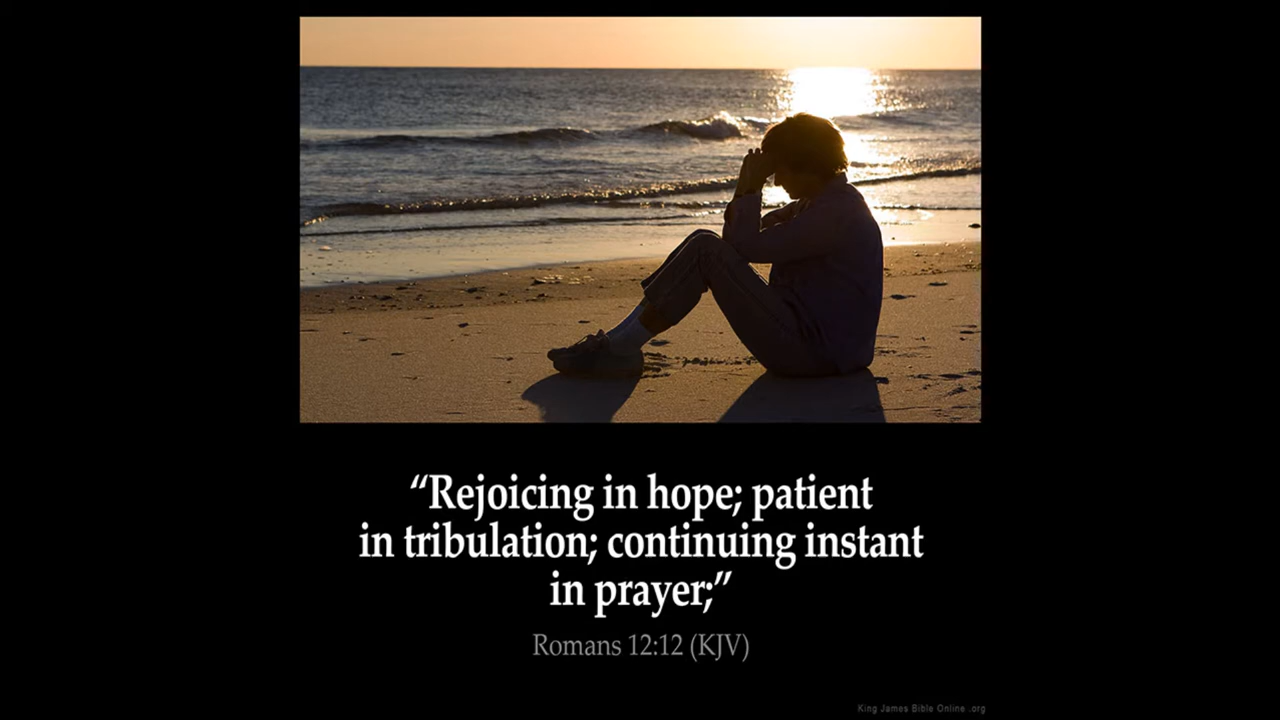 “Rejoicing in hope; patient
in tribulation; continuing instant
in prayer;”
Romans 12:12 (KJV)
King James Bible Online .org